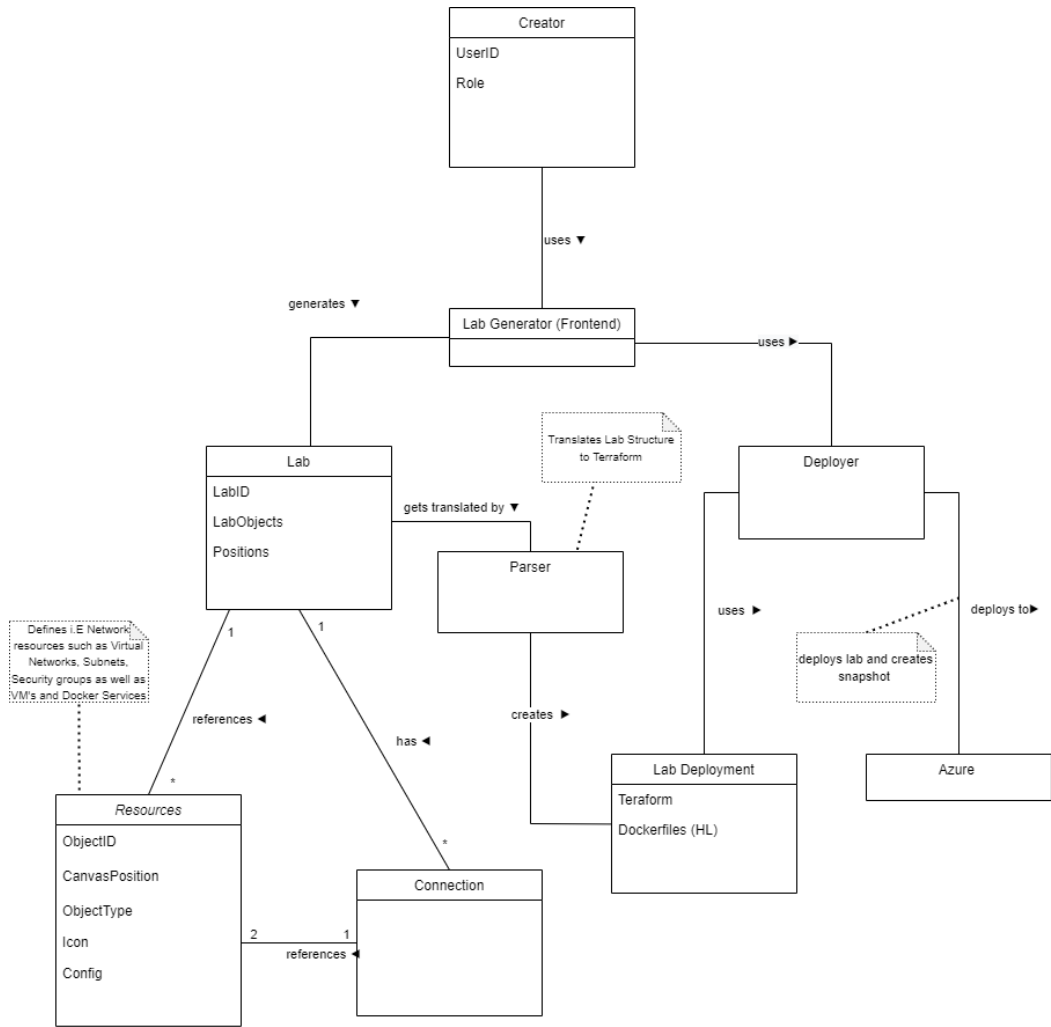 Creator
UserID
Role
uses ▼
generates ▼
Lab Generator (Frontend)
uses ►
Translates Lab Structure
to Terraform
Lab
LabID
LabObjects
Positions
Deployer
gets translated by ▼
Parser
1
1
Defines i.E Network
resources such as Virtual
Networks, Subnets,
Security groups as well as
VM's and Docker Services
uses ►
deploys to►
deploys lab and creates
snapshot
references ◄
creates ►
has ◄
*
Lab Deployment
Teraform
Dockerfiles (HL)
Azure
Resources
ObjectID
CanvasPosition
ObjectType
Icon
Config
*
Connection
2
1
references ◄